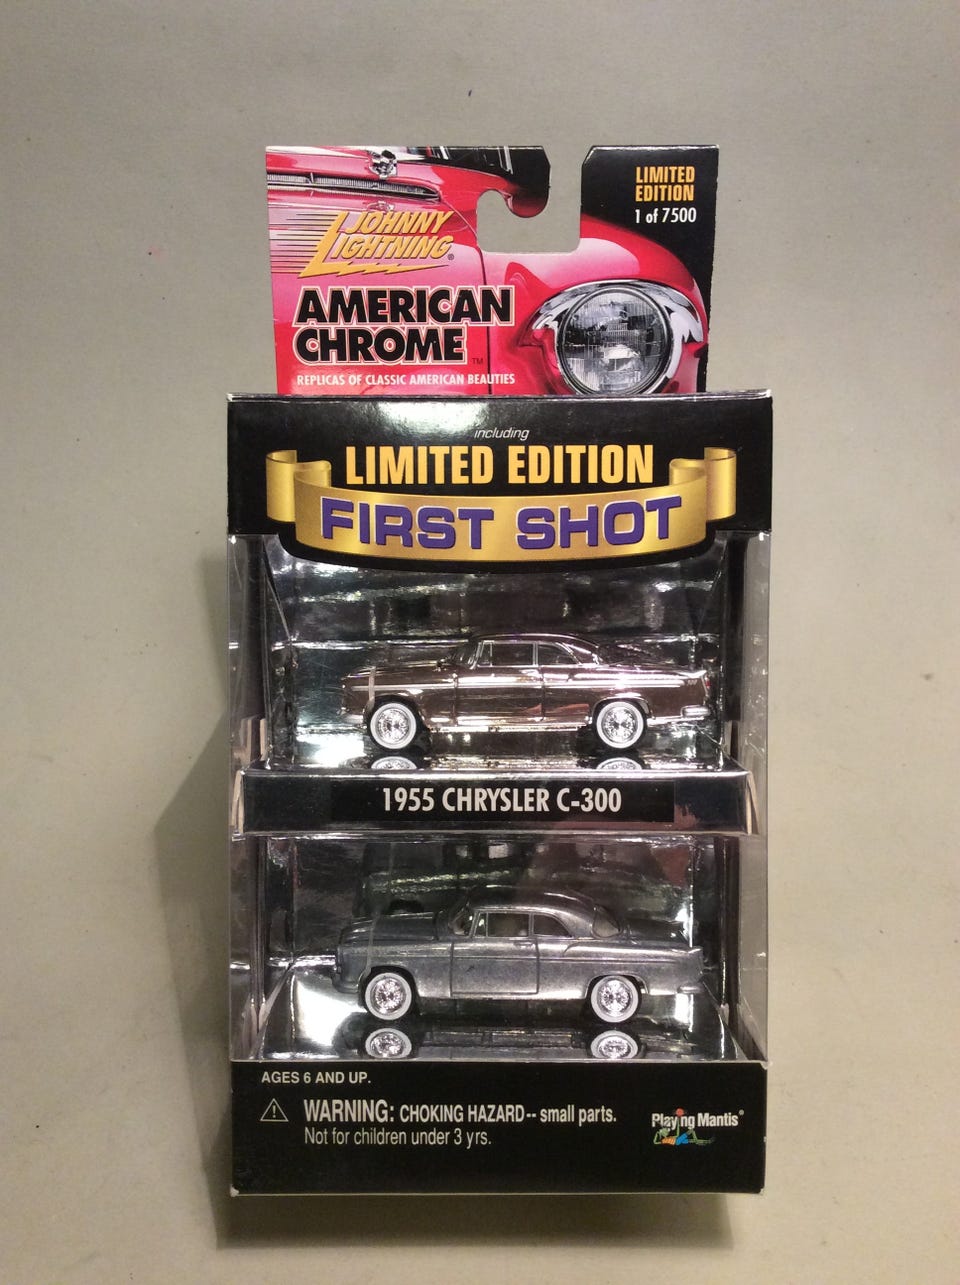 LIMITED
EDITION
1 of 7500
JOHNNY
LIGHTNING®
AMERICAN
CHROME™
REPLICAS OF CLASSIC AMERICAN BEAUTIES
including
LIMITED EDITION
FIRST SHOT
1955 CHRYSLER C-300
AGES 6 AND UP.
WARNING: CHOKING HAZARD-- small parts.
Not for children under 3 yrs.
Playing Mantis®